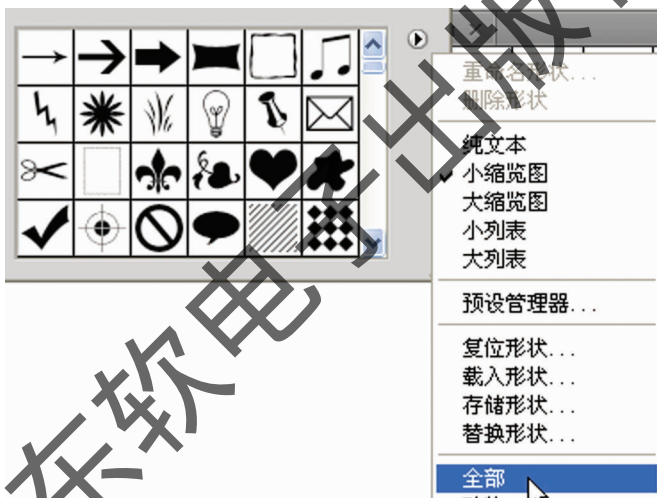 重命名形状...
删除形状
纯文本
小缩览图
大缩览图
小列表
大列表
预设管理器...
复位形状...
载入形状...
存储形状...
替换形状...
全部
东软电子出版